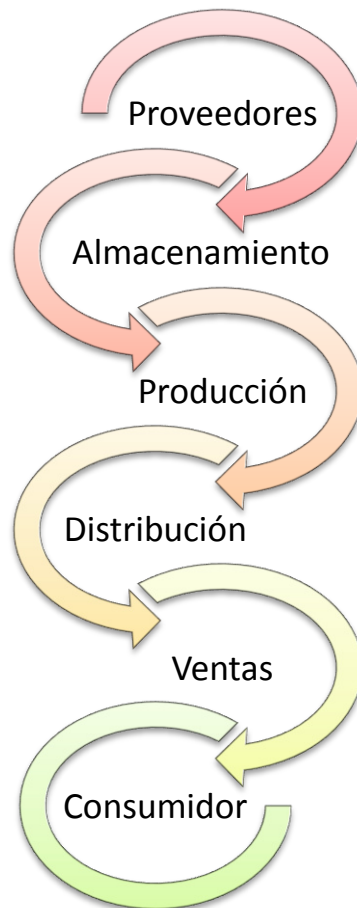 Proveedores
Almacenamiento
Producción
Distribución
Ventas
Consumidor